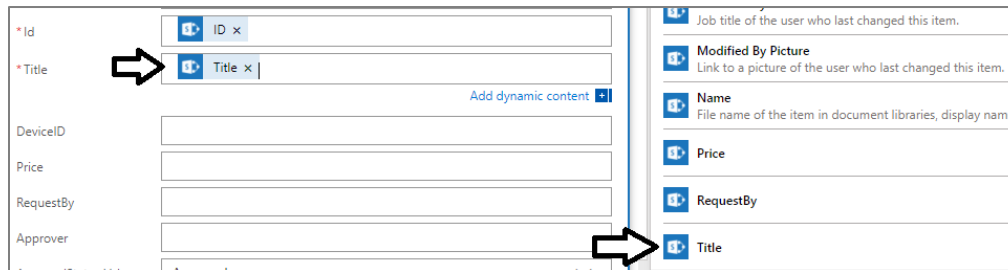 * Id
ID ×
* Title
Title ×
Add dynamic content
DeviceID
Price
RequestBy
Approver
Job title of the user who last changed this item.
Modified By Picture
Link to a picture of the user who last changed this item.
Name
File name of the item in document libraries, display nam
Price
RequestBy
Title